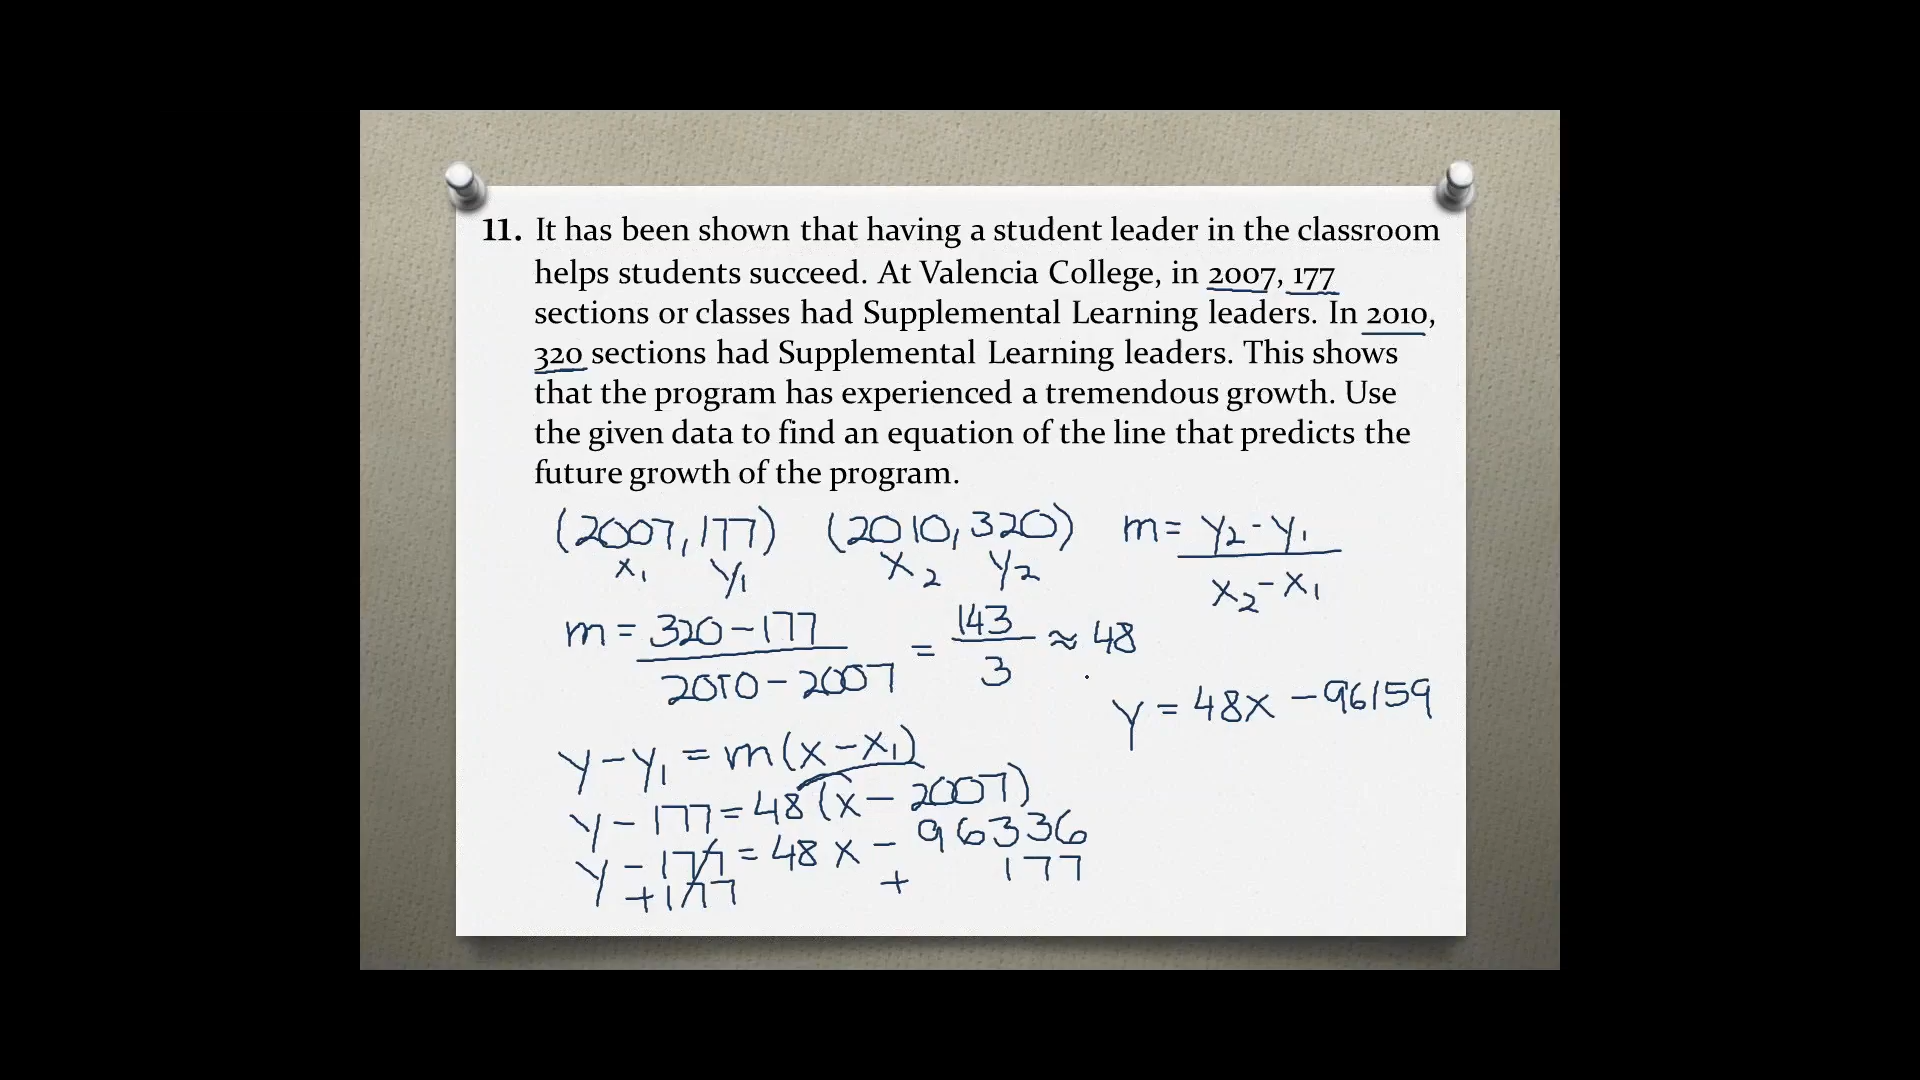 11. It has been shown that having a student leader in the classroom
helps students succeed. At Valencia College, in 2007, 177
sections or classes had Supplemental Learning leaders. In 2010,
320 sections had Supplemental Learning leaders. This shows
that the program has experienced a tremendous growth. Use
the given data to find an equation of the line that predicts the
future growth of the program.
(2007, 177) (2010, 320) m = y₂ - y₁
x₁ y₁ x₂ y₂ x₂ - x₁
m = 320 - 177 = 143 ≈ 48
2010 - 2007 3
y = 48x - 96159
y - y₁ = m(x - x₁)
y - 177 = 48(x - 2007)
y - 177 = 48x - 96336
+177 + 177